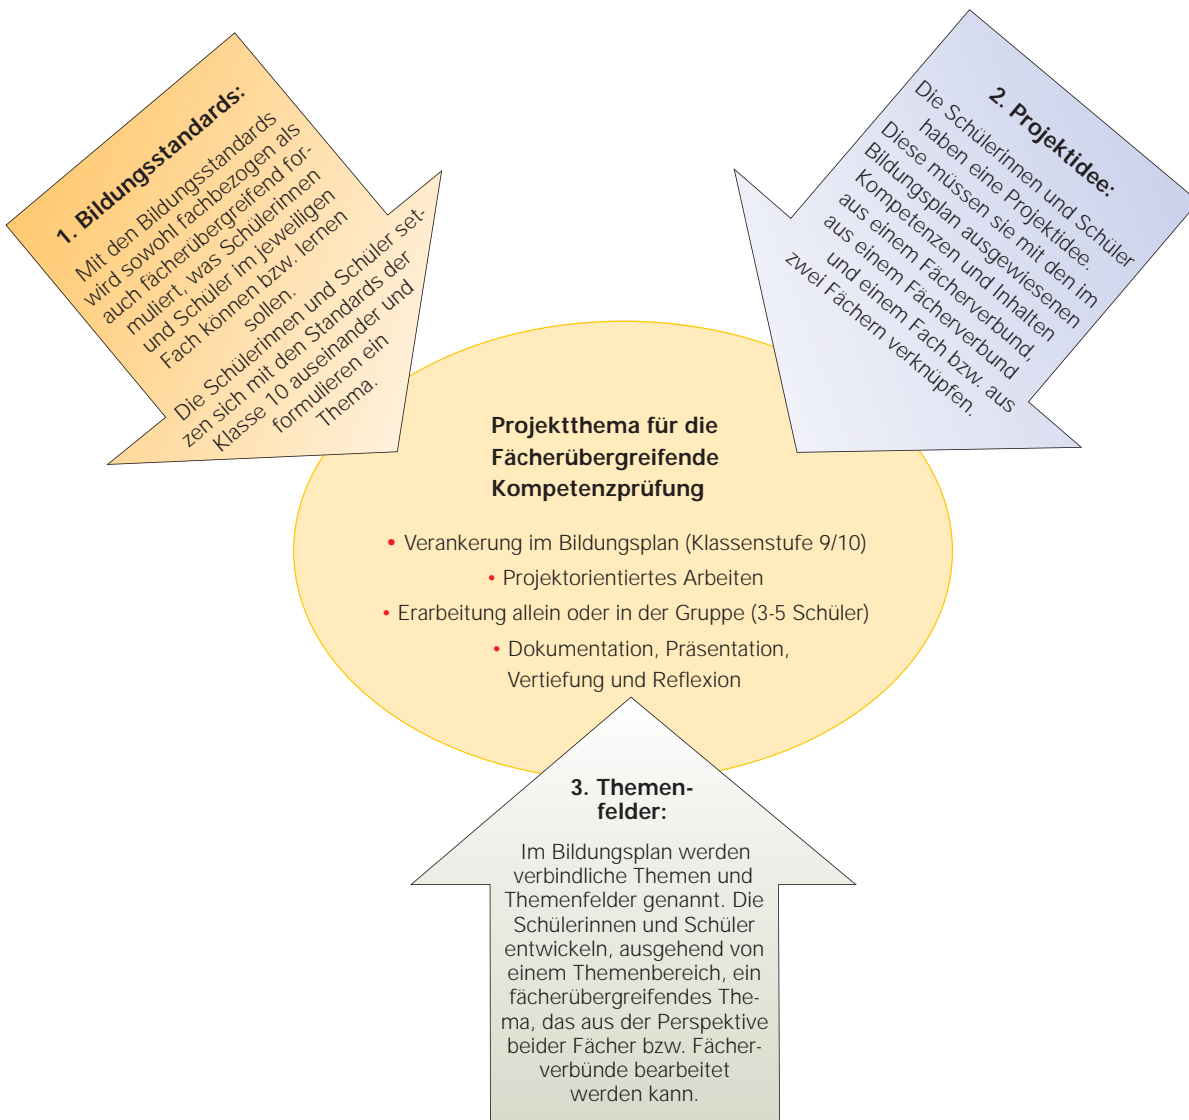 1. Bildungsstandards:
Mit den Bildungsstandards
wird sowohl fachbezogen als
auch fächerübergreifend for-
muliert, was Schülerinnen
und Schüler im jeweiligen
Fach können bzw. lernen
sollen.
Die Schülerinnen und Schüler set-
zen sich mit den Standards der
Klasse 10 auseinander und
formulieren ein
Thema.
2. Projektidee:
Die Schülerinnen und Schüler
haben eine Projektidee.
Diese müssen sie mit den im
Bildungsplan ausgewiesenen
Kompetenzen und Inhalten
aus einem Fächerverbund,
aus einem Fächerverbund
und einem Fach bzw. aus
zwei Fächern verknüpfen.
Projektthema für die
Fächerübergreifende
Kompetenzprüfung
• Verankerung im Bildungsplan (Klassenstufe 9/10)
• Projektorientiertes Arbeiten
• Erarbeitung allein oder in der Gruppe (3-5 Schüler)
• Dokumentation, Präsentation,
Vertiefung und Reflexion
3. Themen-
felder:
Im Bildungsplan werden
verbindliche Themen und
Themenfelder genannt. Die
Schülerinnen und Schüler
entwickeln, ausgehend von
einem Themenbereich, ein
fächerübergreifendes The-
ma, das aus der Perspektive
beider Fächer bzw. Fächer-
verbünde bearbeitet
werden kann.